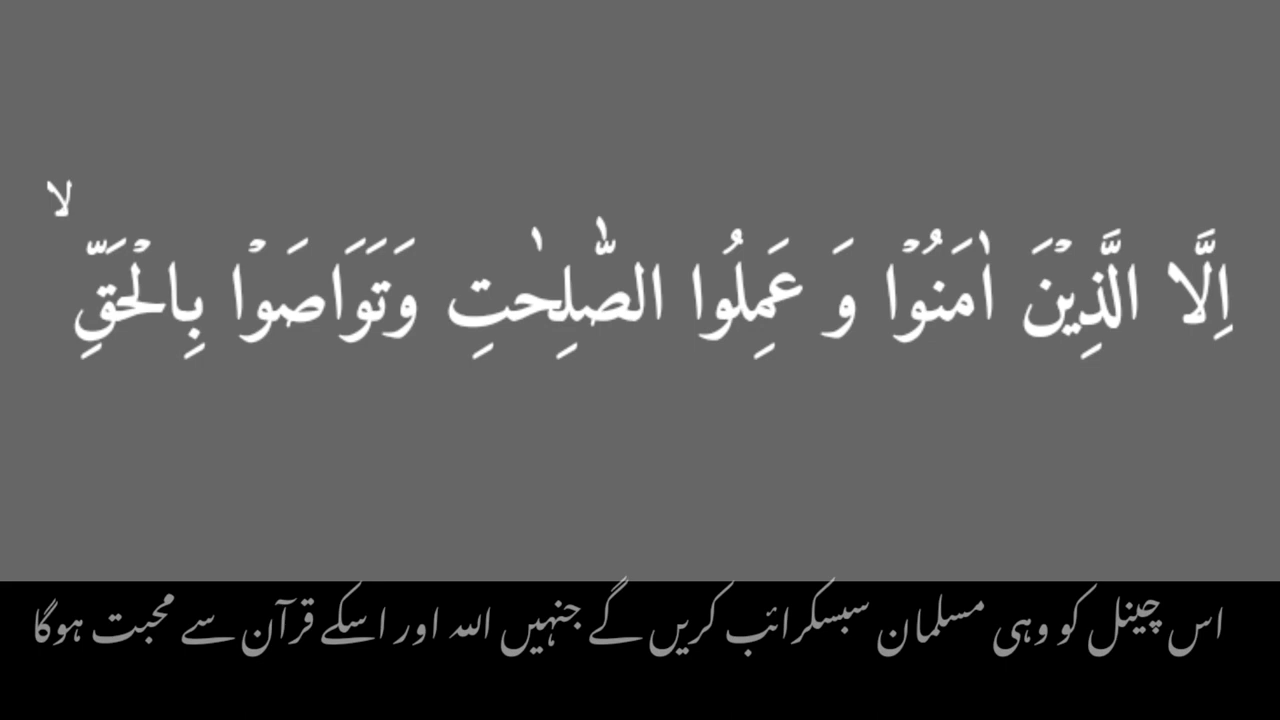 اِلَّا الَّذِيْنَ اٰمَنُوْا وَ عَمِلُوا الصّٰلِحٰتِ وَتَوَاصَوْا بِالْحَقِّ ۙ
اس چینل کو وہی مسلمان سبسکرائب کریں گے جنہیں اللہ اور اسکے قرآن سے محبت ہوگا